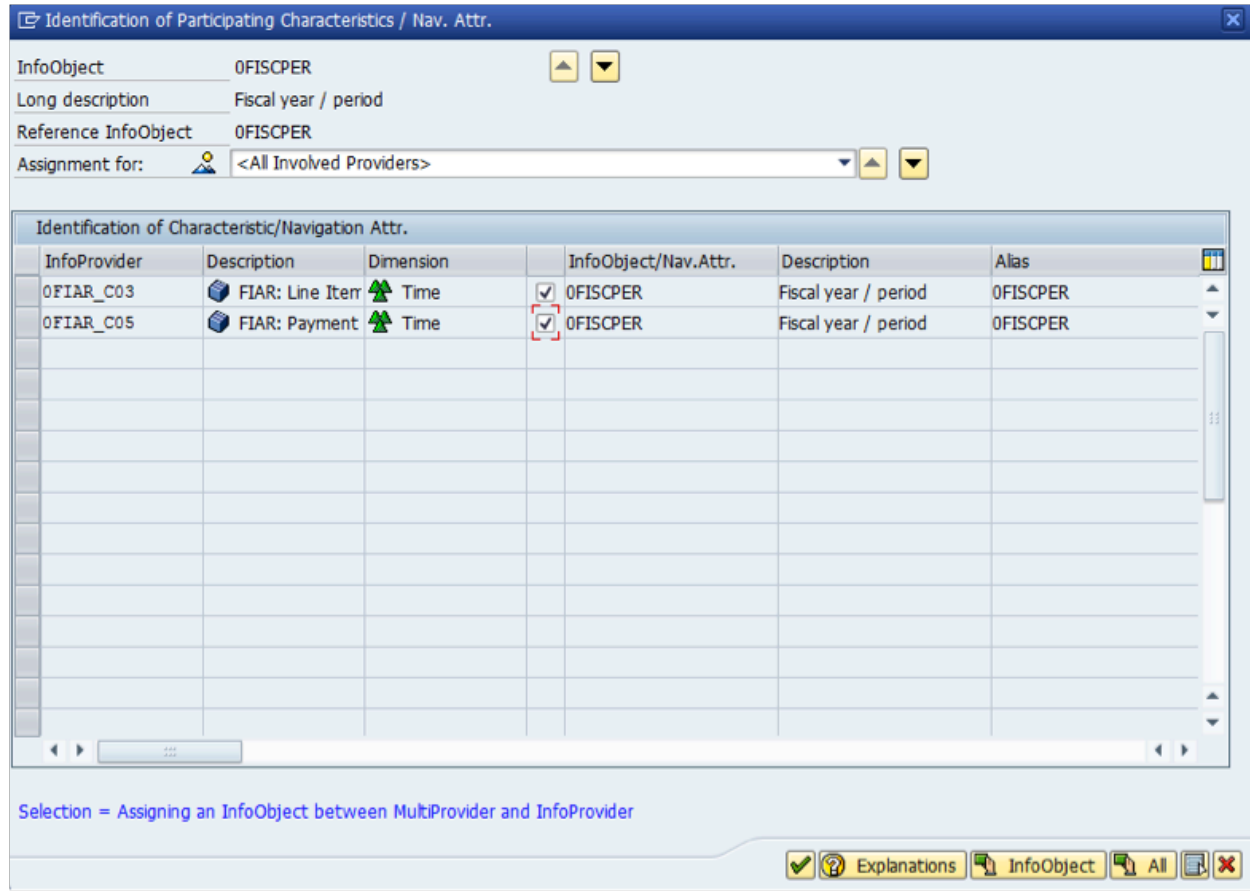 Identification of Participating Characteristics / Nav. Attr.
InfoObject 0FISCPER
Long description Fiscal year / period
Reference InfoObject 0FISCPER
Assignment for: <All Involved Providers>
Identification of Characteristic/Navigation Attr.
InfoProvider Description Dimension InfoObject/Nav.Attr. Description Alias
0FIAR_C03 FIAR: Line Item Time 0FISCPER Fiscal year / period 0FISCPER
0FIAR_C05 FIAR: Payment Time 0FISCPER Fiscal year / period 0FISCPER
Selection = Assigning an InfoObject between MultiProvider and InfoProvider
Explanations InfoObject All